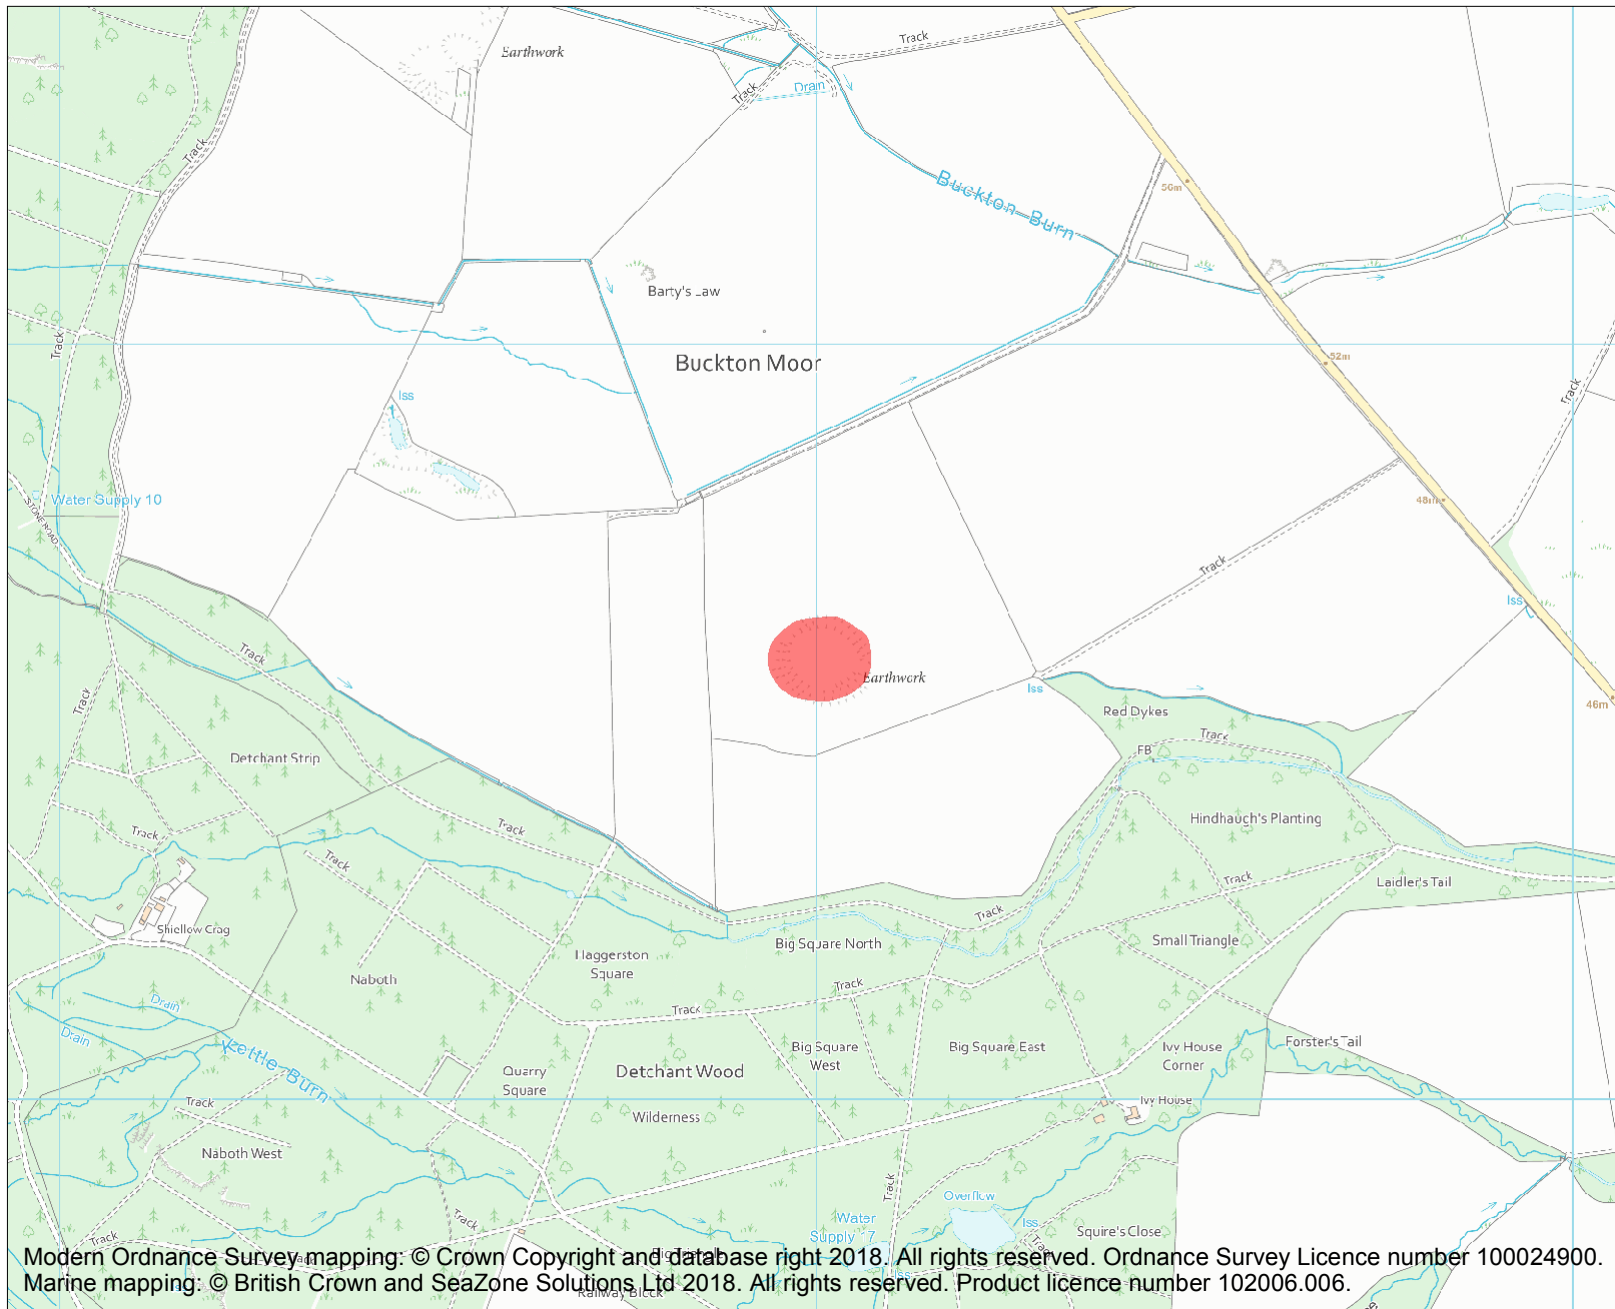 Earthwork
Track
Track
Drain
Track
Buckton Burn
56m
Barty's Law
Track
Buckton Moor
52m
Track
Iss
Water Supply 10
STONE ROAD
48m
Track
Iss
Track
Earthwork
Iss
Track
Red Dykes
46m
Track
FB
Detchant Strip
Hindhauch's Planting
Track
Track
Track
Track
Laidler's Tail
Track
Shiellow Crag
Small Triangle
Big Square North
Haggerston
Square
Naboth
Track
Drain
Track
Drain
Forster's Tail
Kettle Burn
Big Square
West
Big Square East
Ivy House
Corner
Quarry
Square
Detchant Wood
Track
Ivy House
Wilderness
Naboth West
Track
Overflow
Track
Water
Supply 17
Iss
Squire's Close
Track
Track
Modern Ordnance Survey mapping: © Crown Copyright and database right 2018. All rights reserved. Ordnance Survey Licence number 100024900.
Marine mapping: © British Crown and SeaZone Solutions Ltd 2018. All rights reserved. Product licence number 102006.006.
Railway Block